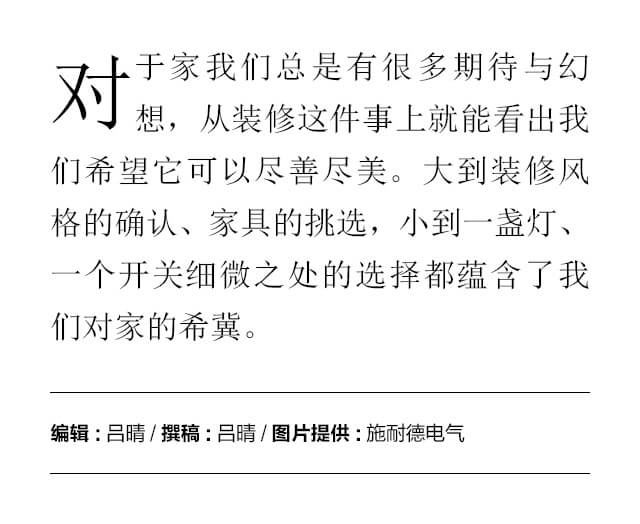 对于家我们总是有很多期待与幻
想，从装修这件事上就能看出我
们希望它可以尽善尽美。大到装修风
格的确认、家具的挑选，小到一盏灯、
一个开关细微之处的选择都蕴含了我
们对家的希冀。
编辑：吕晴 / 撰稿：吕晴 / 图片提供：施耐德电气